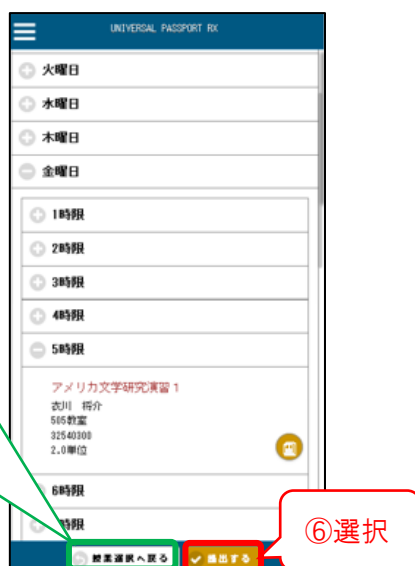 UNIVERSAL PASSPORT RX
火曜日
水曜日
木曜日
金曜日
1時限
2時限
3時限
4時限
5時限
アメリカ文学研究演習1
衣川 将介
505教室
32540300
2.0単位
6時限
時限
授業選択へ戻る
提出する
⑥選択